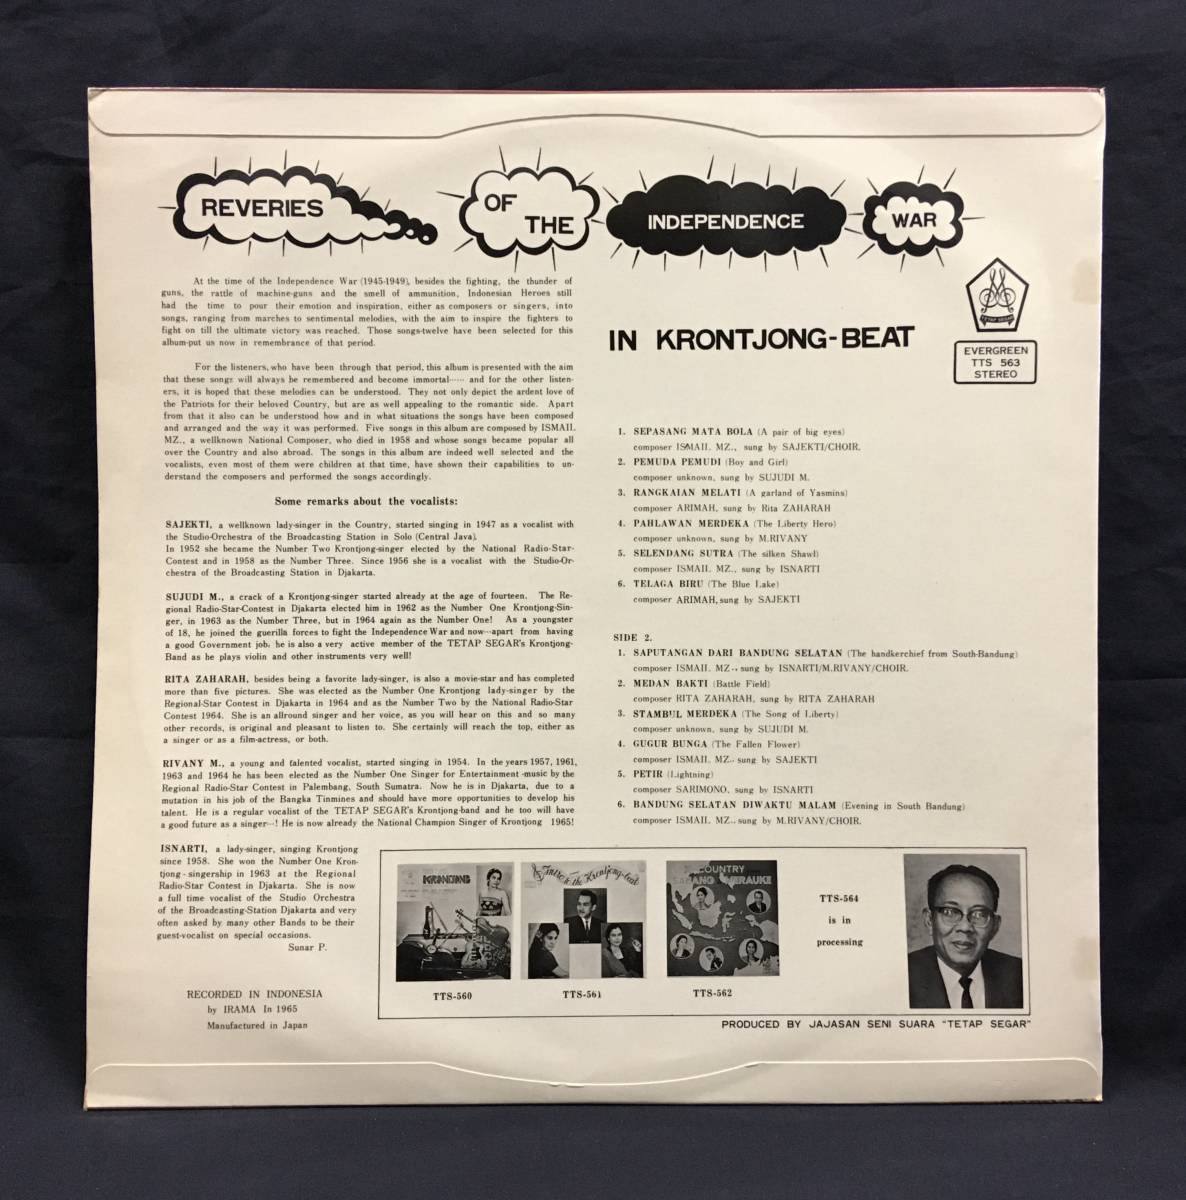 REVERIES
OF
THE
INDEPENDENCE
WAR
IN KRONTJONG-BEAT
TETAP SEGAR
EVERGREEN
TTS 563
STEREO
At the time of the Independence War (1945-1949), besides the fighting, the thunder of
guns, the rattle of machine-guns and the smell of ammunition, Indonesian Heroes still
had the time to pour their emotion and inspiration, either as composers or singers, into
songs, ranging from marches to sentimental melodies, with the aim to inspire the fighters to
fight on till the ultimate victory was reached. Those songs-twelve have been selected for this
album-put us now in remembrance of that period.
For the listeners, who have been through that period, this album is presented with the aim
that these songs will always be remembered and become immortal······ and for the other listen-
ers, it is hoped that these melodies can be understood. They not only depict the ardent love of
the Patriots for their beloved Country, but are as well appealing to the romantic side. Apart
from that it also can be understood how and in what situations the songs have been composed
and arranged and the way it was performed. Five songs in this album are composed by ISMAIL
MZ., a wellknown National Composer, who died in 1958 and whose songs became popular all
over the Country and also abroad. The songs in this album are indeed well selected and the
vocalists, even most of them were children at that time, have shown their capabilities to un-
derstand the composers and performed the songs accordingly.
Some remarks about the vocalists:
SAJEKTI, a wellknown lady-singer in the Country, started singing in 1947 as a vocalist with
the Studio-Orchestra of the Broadcasting Station in Solo (Central Java).
In 1952 she became the Number Two Krontjong-singer elected by the National Radio-Star-
Contest and in 1958 as the Number Three. Since 1956 she is a vocalist with the Studio-Or-
chestra of the Broadcasting Station in Djakarta.
SUJUDI M., a crack of a Krontjong-singer started already at the age of fourteen. The Re-
gional Radio-Star-Contest in Djakarta elected him in 1962 as the Number One Krontjong-Sin-
ger, in 1963 as the Number Three, but in 1964 again as the Number One! As a youngster
of 18, he joined the guerilla forces to fight the Independence War and now···apart from having
a good Government job, he is also a very active member of the TETAP SEGAR's Krontjong-
Band as he plays violin and other instruments very well!
RITA ZAHARAH, besides being a favorite lady-singer, is also a movie-star and has completed
more than five pictures. She was elected as the Number One Krontjong lady-singer by the
Regional-Star Contest in Djakarta in 1964 and as the Number Two by the National Radio-Star
Contest 1964. She is an allround singer and her voice, as you will hear on this and so many
other records, is original and pleasant to listen to. She certainly will reach the top, either as
a singer or as a film-actress, or both.
RIVANY M., a young and talented vocalist, started singing in 1954. In the years 1957, 1961,
1963 and 1964 he has been elected as the Number One Singer for Entertainment-music by the
Regional Radio-Star Contest in Palembang, South Sumatra. Now he is in Djakarta, due to a
mutation in his job of the Bangka Tinmines and should have more opportunities to develop his
talent. He is a regular vocalist of the TETAP SEGAR's Krontjong-band and he too will have
a good future as a singer···! He is now already the National Champion Singer of Krontjong 1965!
ISNARTI, a lady-singer, singing Krontjong
since 1958. She won the Number One Kron-
tjong-singership in 1963 at the Regional
Radio-Star Contest in Djakarta. She is now
a full time vocalist of the Studio Orchestra
of the Broadcasting-Station Djakarta and very
often asked by many other Bands to be their
guest-vocalist on special occasions.
Sunar P.
RECORDED IN INDONESIA
by IRAMA In 1965
Manufactured in Japan
1. SEPASANG MATA BOLA (A pair of big eyes)
composer ISMAIL MZ., sung by SAJEKTI/CHOIR.
2. PEMUDA PEMUDI (Boy and Girl)
composer unknown, sung by SUJUDI M.
3. RANGKAIAN MELATI (A garland of Yasmins)
composer ARIMAH, sung by Rita ZAHARAH
4. PAHLAWAN MERDEKA (The Liberty Hero)
composer unknown, sung by M.RIVANY
5. SELENDANG SUTRA (The silken Shawl)
composer ISMAIL MZ., sung by ISNARTI
6. TELAGA BIRU (The Blue Lake)
composer ARIMAH, sung by SAJEKTI
SIDE 2.
1. SAPUTANGAN DARI BANDUNG SELATAN (The handkerchief from South-Bandung)
composer ISMAIL MZ., sung by ISNARTI/M.RIVANY/CHOIR.
2. MEDAN BAKTI (Battle Field)
composer RITA ZAHARAH, sung by RITA ZAHARAH
3. STAMBUL MERDEKA (The Song of Liberty)
composer unknown, sung by SUJUDI M.
4. GUGUR BUNGA (The Fallen Flower)
composer ISMAIL MZ., sung by SAJEKTI
5. PETIR (Lightning)
composer SARIMONO, sung by ISNARTI
6. BANDUNG SELATAN DIWAKTU MALAM (Evening in South Bandung)
composer ISMAIL MZ., sung by M.RIVANY/CHOIR.
KRONTJONG
Intro to the Krontjong-beat
COUNTRY
SABANG MERAUKE
TTS-560
TTS-561
TTS-562
TTS-564
is in
processing
PRODUCED BY JAJASAN SENI SUARA "TETAP SEGAR"